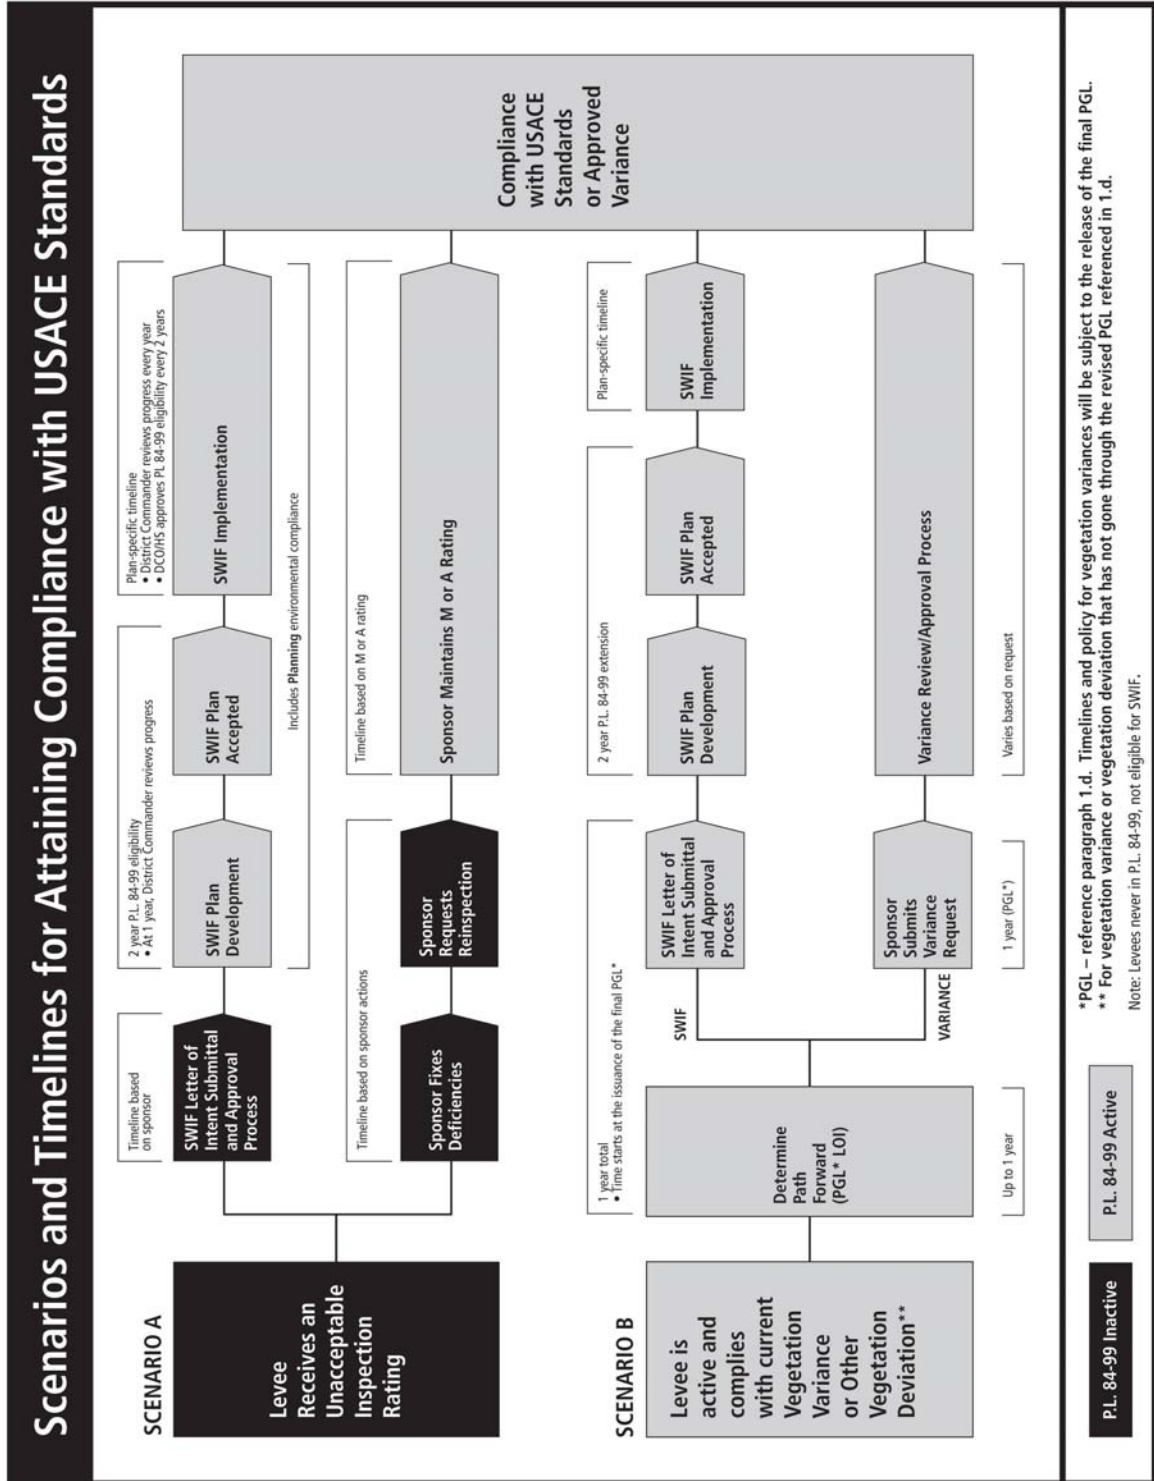 Scenarios and Timelines for Attaining Compliance with USACE Standards
SCENARIO A
Levee
Receives an
Unacceptable
Inspection
Rating
Timeline based
on sponsor
SWIF Letter of
Intent Submittal
and Approval
Process
2 year P.L. 84-99 eligibility
• At 1 year, District Commander reviews progress
SWIF Plan
Development
SWIF Plan
Accepted
Plan-specific timeline
• District Commander reviews progress every year
• DCO/HS approves PL 84-99 eligibility every 2 years
SWIF Implementation
Includes Planning environmental compliance
Timeline based on sponsor actions
Sponsor Fixes
Deficiencies
Sponsor
Requests
Reinspection
Timeline based on M or A rating
Sponsor Maintains M or A Rating
Compliance
with USACE
Standards
or Approved
Variance
SCENARIO B
Levee is
active and
complies
with current
Vegetation
Variance
or Other
Vegetation
Deviation**
1 year total
• Time starts at the issuance of the final PGL*
Determine
Path
Forward
(PGL* LOI)
Up to 1 year
SWIF
SWIF Letter of
Intent Submittal
and Approval
Process
2 year P.L. 84-99 extension
SWIF Plan
Development
SWIF Plan
Accepted
Plan-specific timeline
SWIF
Implementation
VARIANCE
Sponsor
Submits
Variance
Request
1 year (PGL*)
Variance Review/Approval Process
Varies based on request
P.L. 84-99 Inactive
P.L. 84-99 Active
*PGL – reference paragraph 1.d. Timelines and policy for vegetation variances will be subject to the release of the final PGL.
** For vegetation variance or vegetation deviation that has not gone through the revised PGL referenced in 1.d.
Note: Levees never in P.L. 84-99, not eligible for SWIF.